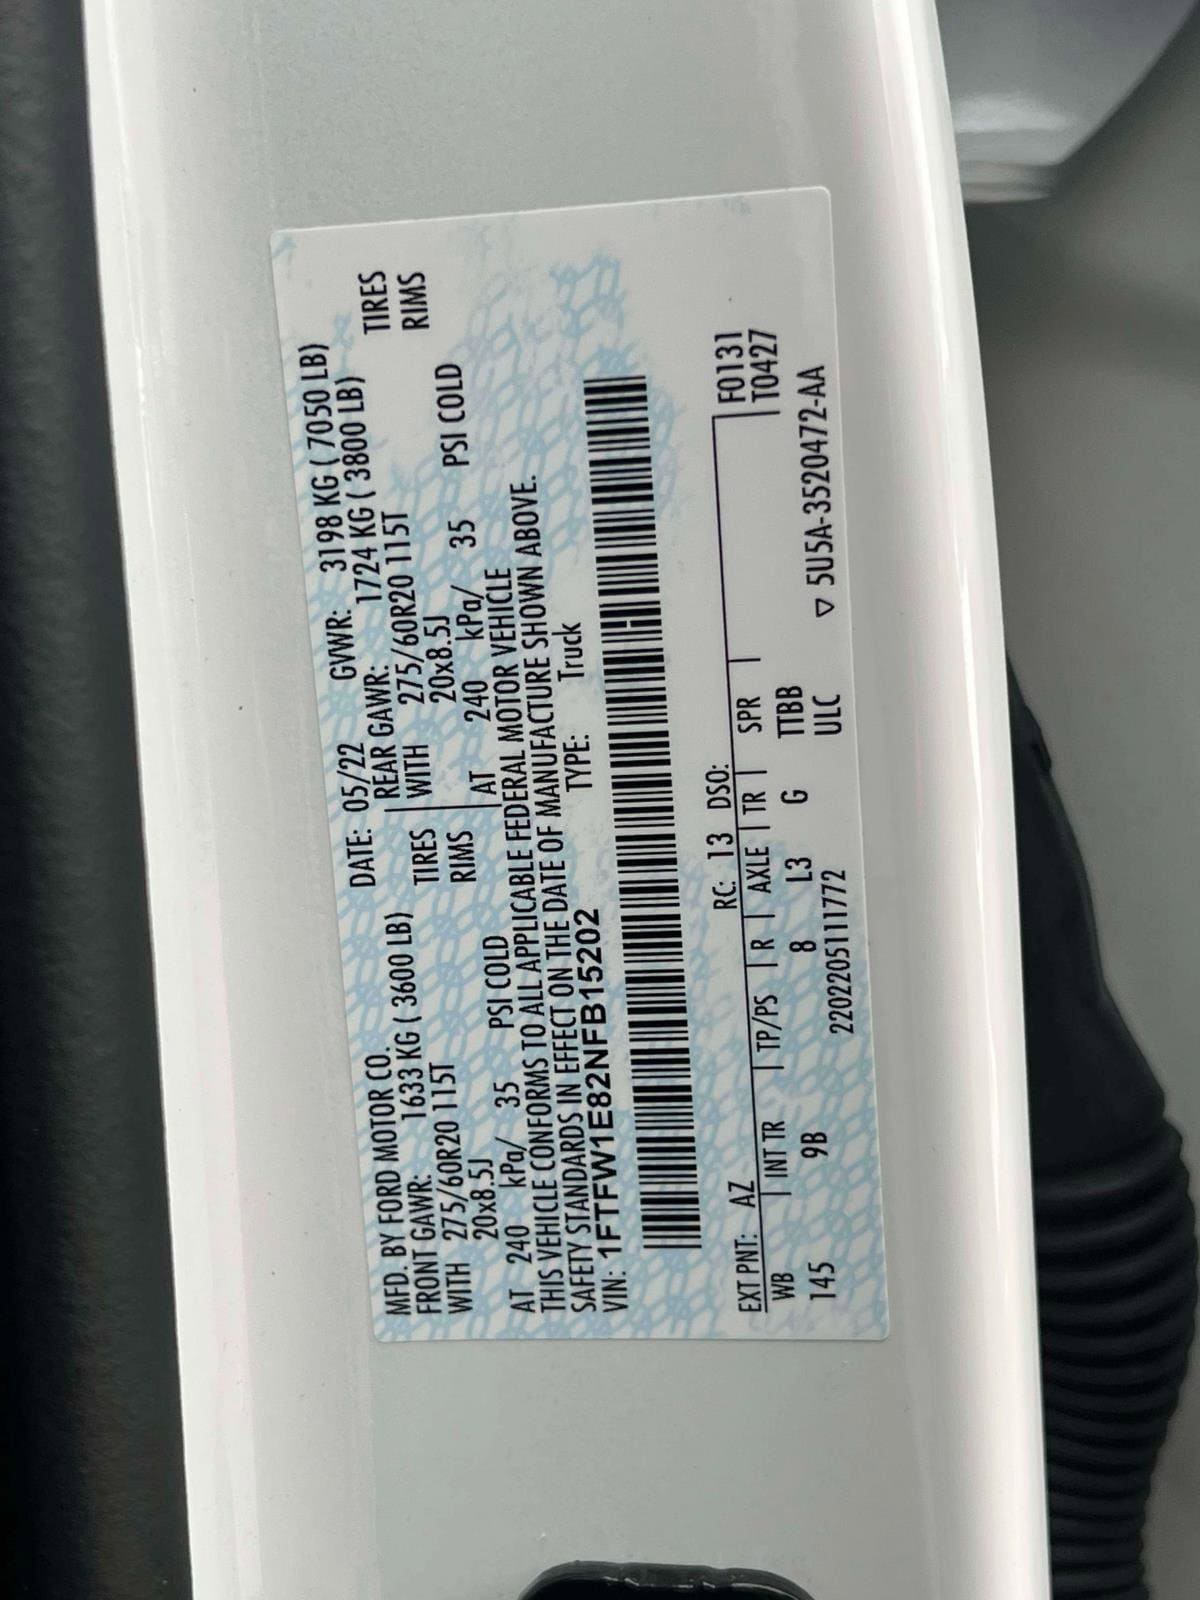 MFD. BY FORD MOTOR CO.
DATE: 05/22 GVWR: 3198 KG ( 7050 LB)
FRONT GAWR: 1633 KG ( 3600 LB) REAR GAWR: 1724 KG ( 3800 LB)
WITH 275/60R20 115T TIRES WITH 275/60R20 115T TIRES
20x8.5J RIMS 20x8.5J RIMS
AT 240 kPa/ 35 PSI COLD AT 240 kPa/ 35 PSI COLD
THIS VEHICLE CONFORMS TO ALL APPLICABLE FEDERAL MOTOR VEHICLE
SAFETY STANDARDS IN EFFECT ON THE DATE OF MANUFACTURE SHOWN ABOVE.
VIN: 1FTFW1E82NFB15202 TYPE: Truck
EXT PNT: AZ RC: 13 DSO: F0131
WB INT TR TP/PS R AXLE TR SPR T0427
145 9B 8 L3 G TTBB
ULC ▽ 5U5A-3520472-AA
2202205111772